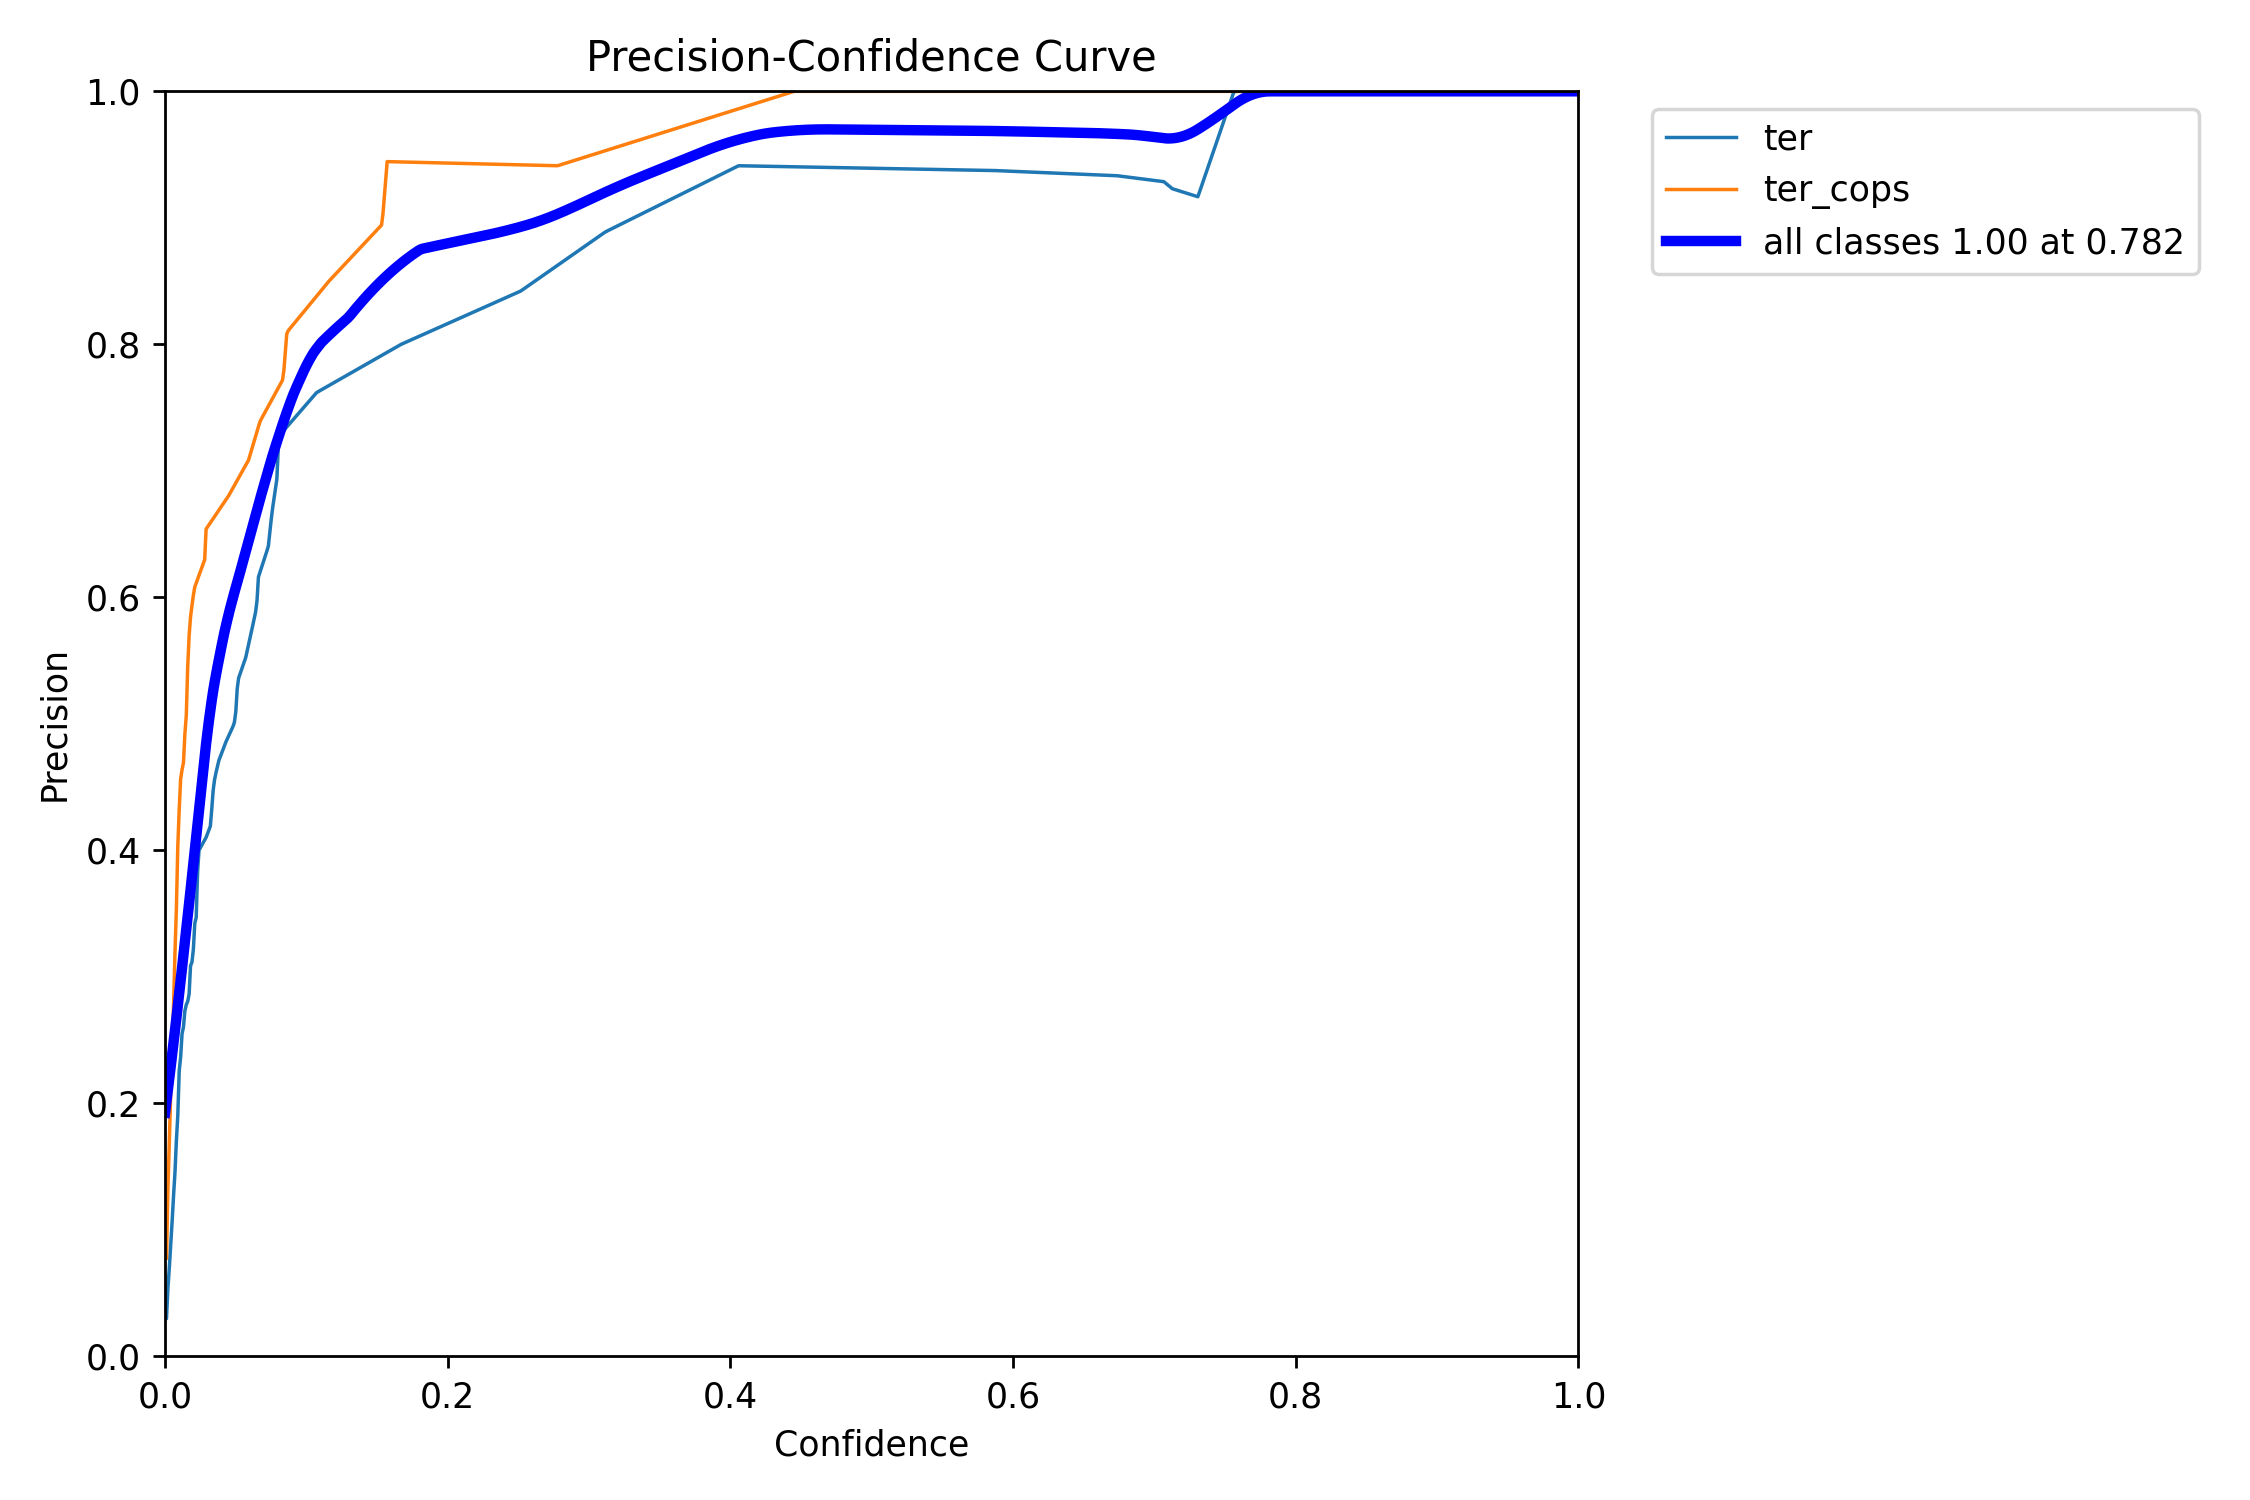 Precision-Confidence Curve
1.0
0.8
0.6
0.4
0.2
0.0
Precision
0.0 0.2 0.4 0.6 0.8 1.0
Confidence
ter
ter_cops
all classes 1.00 at 0.782